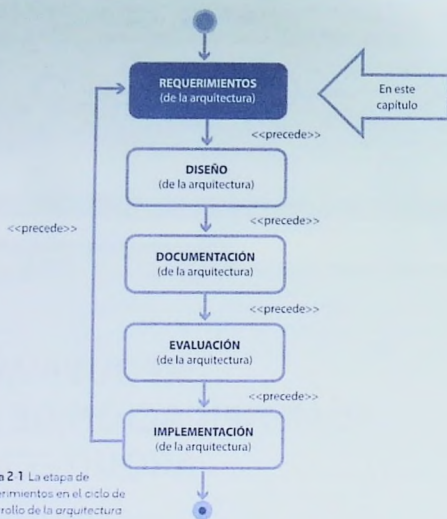 REQUERIMIENTOS
(de la arquitectura)
En este
capítulo
<<precede>>
DISEÑO
(de la arquitectura)
<<precede>>
<<precede>>
DOCUMENTACIÓN
(de la arquitectura)
<<precede>>
EVALUACIÓN
(de la arquitectura)
<<precede>>
IMPLEMENTACIÓN
(de la arquitectura)
2-1 La etapa de
en el ciclo de
de la arquitectura